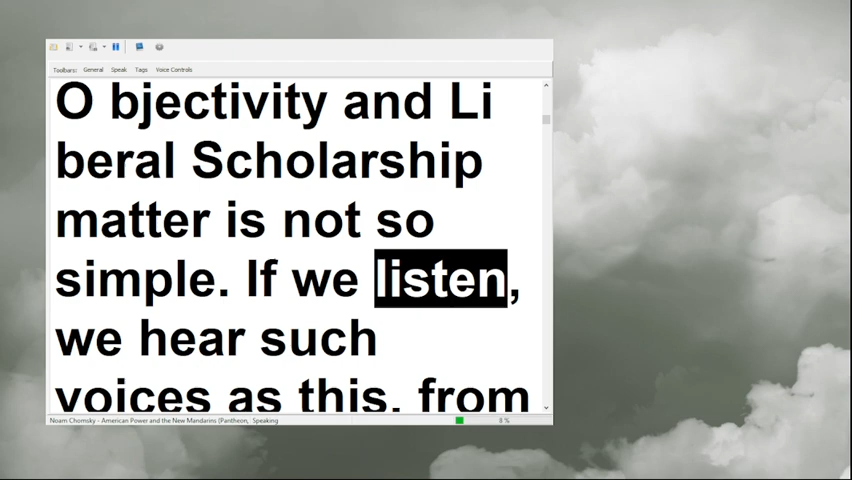 Toolbars: General Speak Tags Voice Controls
O bjectivity and Li
beral Scholarship
matter is not so
simple. If we listen,
we hear such
voices as this, from
Noam Chomsky - American Power and the New Mandarins (Pantheon, Speaking 8 %